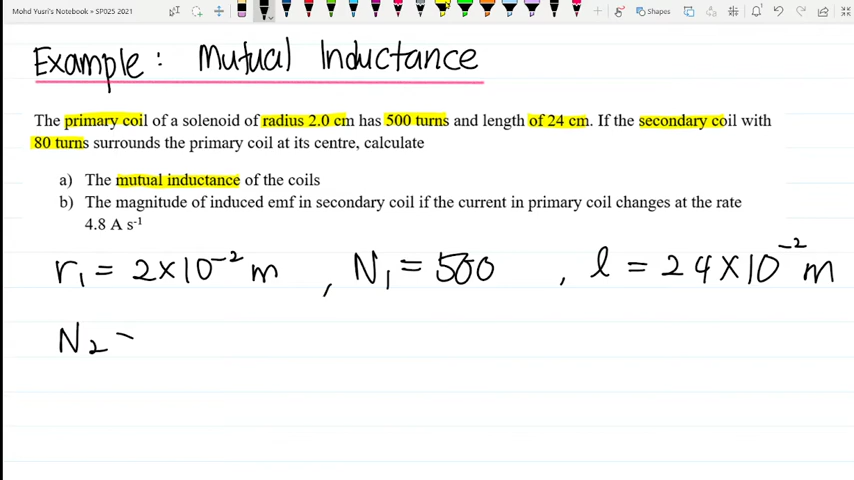 Mohd Yusri's Notebook » SP025 2021
Shapes
Example: Mutual Inductance
The primary coil of a solenoid of radius 2.0 cm has 500 turns and length of 24 cm. If the secondary coil with
80 turns surrounds the primary coil at its centre, calculate
a) The mutual inductance of the coils
b) The magnitude of induced emf in secondary coil if the current in primary coil changes at the rate
4.8 A s⁻¹
r₁ = 2×10⁻² m , N₁ = 500 , l = 24×10⁻² m
N₂ =